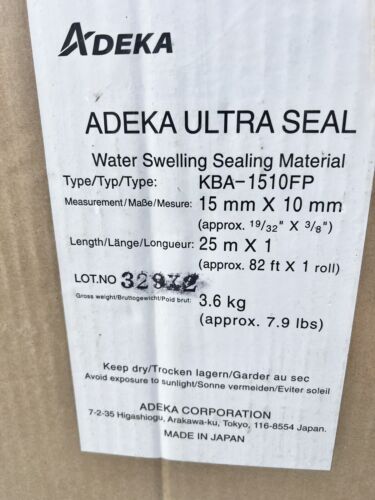 ADEKA
ADEKA ULTRA SEAL
Water Swelling Sealing Material
Type/Typ/Type: KBA-1510FP
Measurement/Maße/Mesure: 15 mm X 10 mm
(approx. 19/32" X 3/8")
Length/Länge/Longueur: 25 m X 1
(approx. 82 ft X 1 roll)
LOT.NO 329X2
Gross weight/Bruttogewicht/Poid brut: 3.6 kg
(approx. 7.9 lbs)
Keep dry/Trocken lagern/Garder au sec
Avoid exposure to sunlight/Sonne vermeiden/Eviter soleil
ADEKA CORPORATION
7-2-35 Higashiogu, Arakawa-ku, Tokyo, 116-8554 Japan.
MADE IN JAPAN